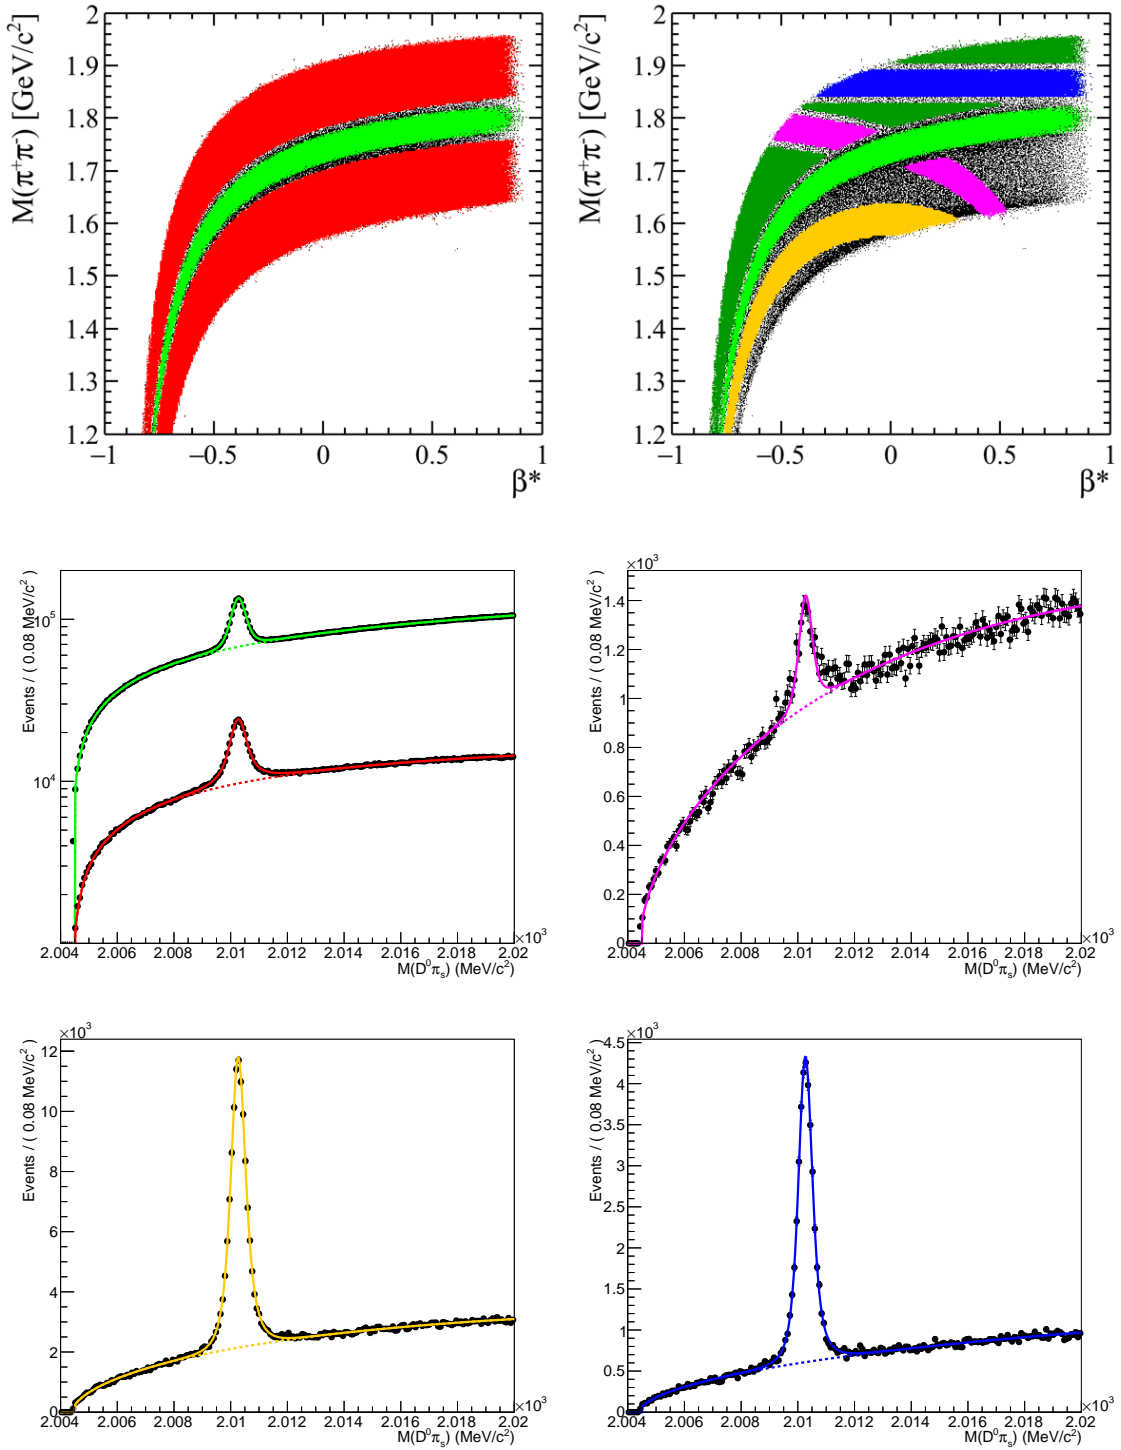 M(π⁺π⁻) [GeV/c²]
2
1.9
1.8
1.7
1.6
1.5
1.4
1.3
1.2
−1 −0.5 0 0.5 1
β*
M(π⁺π⁻) [GeV/c²]
2
1.9
1.8
1.7
1.6
1.5
1.4
1.3
1.2
−1 −0.5 0 0.5 1
β*
Events / ( 0.08 MeV/c² )
10⁵
10⁴
2.004 2.006 2.008 2.01 2.012 2.014 2.016 2.018 2.02
×10³
M(D⁰πₛ) (MeV/c²)
×10³
Events / ( 0.08 MeV/c² )
1.4
1.2
1
0.8
0.6
0.4
0.2
0
2.004 2.006 2.008 2.01 2.012 2.014 2.016 2.018 2.02
×10³
M(D⁰πₛ) (MeV/c²)
×10³
Events / ( 0.08 MeV/c² )
12
10
8
6
4
2
0
2.004 2.006 2.008 2.01 2.012 2.014 2.016 2.018 2.02
×10³
M(D⁰πₛ) (MeV/c²)
×10³
Events / ( 0.08 MeV/c² )
4.5
4
3.5
3
2.5
2
1.5
1
0.5
0
2.004 2.006 2.008 2.01 2.012 2.014 2.016 2.018 2.02
×10³
M(D⁰πₛ) (MeV/c²)